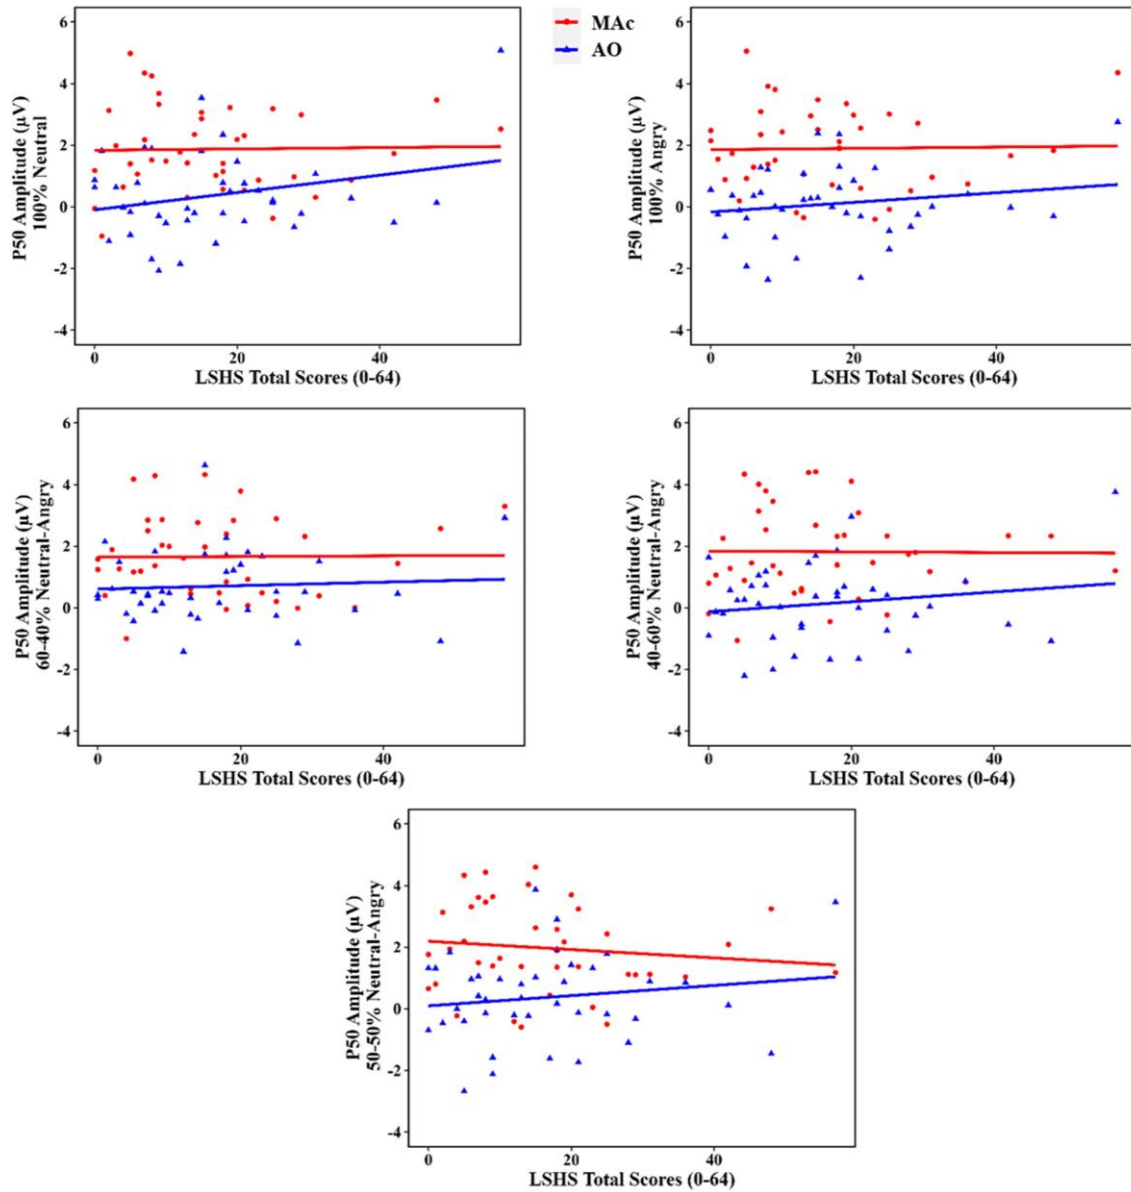 MAc
AO
6
4
2
0
-2
-4
P50 Amplitude (µV)
100% Neutral
0
20
40
LSHS Total Scores (0-64)
6
4
2
0
-2
-4
P50 Amplitude (µV)
100% Angry
0
20
40
LSHS Total Scores (0-64)
6
4
2
0
-2
-4
P50 Amplitude (µV)
60-40% Neutral-Angry
0
20
40
LSHS Total Scores (0-64)
6
4
2
0
-2
-4
P50 Amplitude (µV)
40-60% Neutral-Angry
0
20
40
LSHS Total Scores (0-64)
6
4
2
0
-2
-4
P50 Amplitude (µV)
50-50% Neutral-Angry
0
20
40
LSHS Total Scores (0-64)